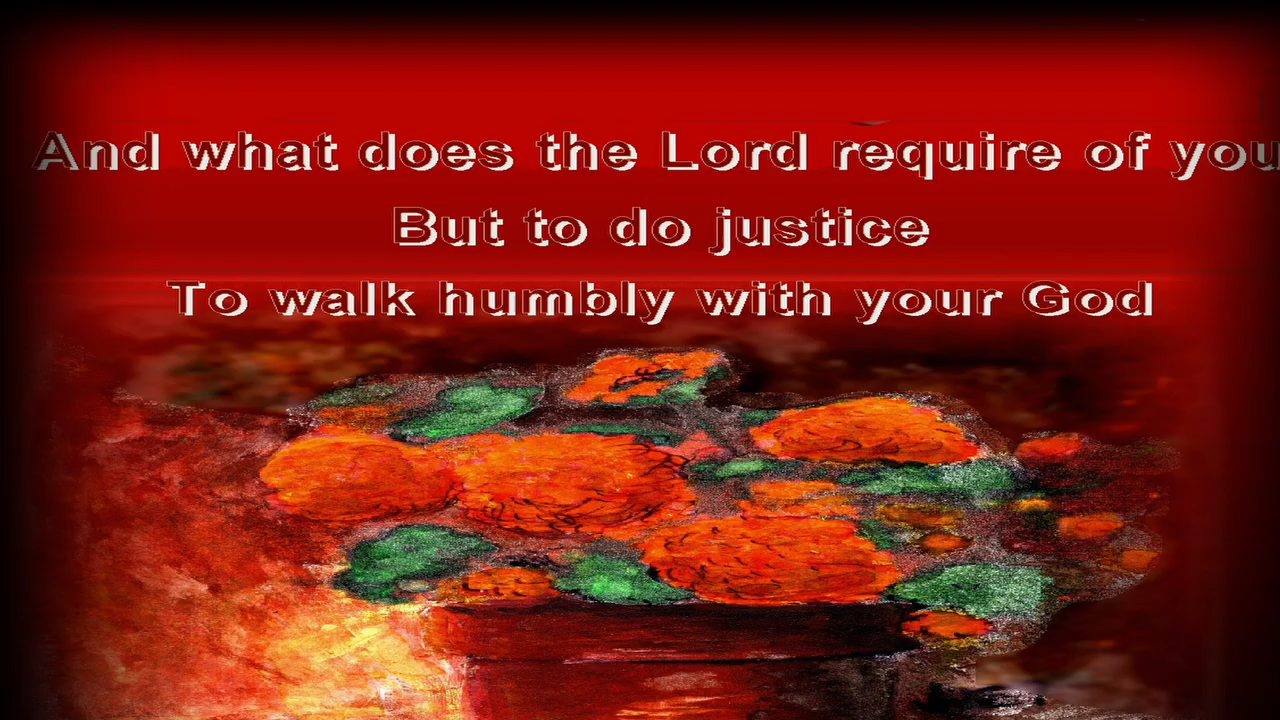 And what does the Lord require of you
But to do justice
To walk humbly with your God